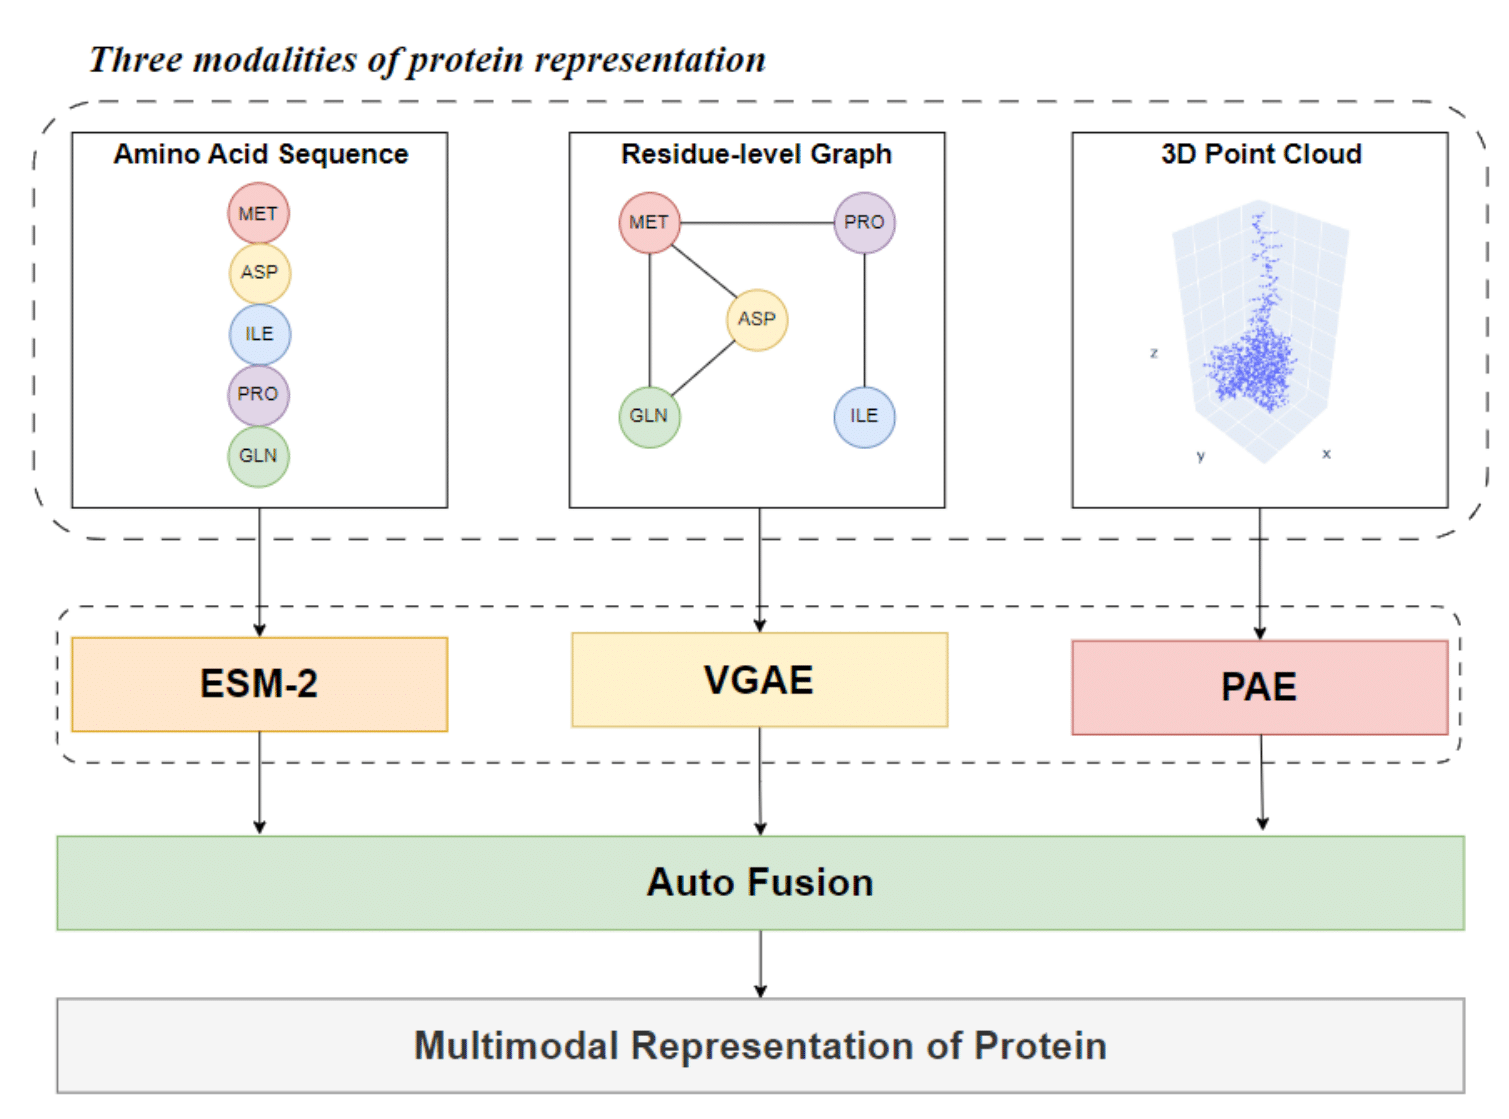 Three modalities of protein representation
Amino Acid Sequence
MET
ASP
ILE
PRO
GLN
Residue-level Graph
MET
PRO
ASP
GLN
ILE
3D Point Cloud
z
y
x
ESM-2
VGAE
PAE
Auto Fusion
Multimodal Representation of Protein